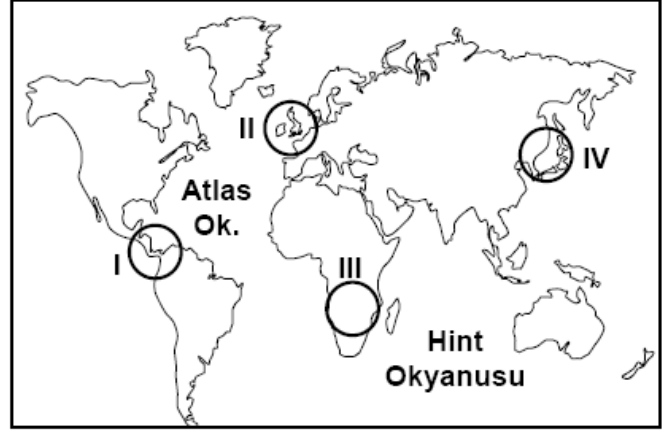 II
IV
Atlas
Ok.
I
III
Hint
Okyanusu